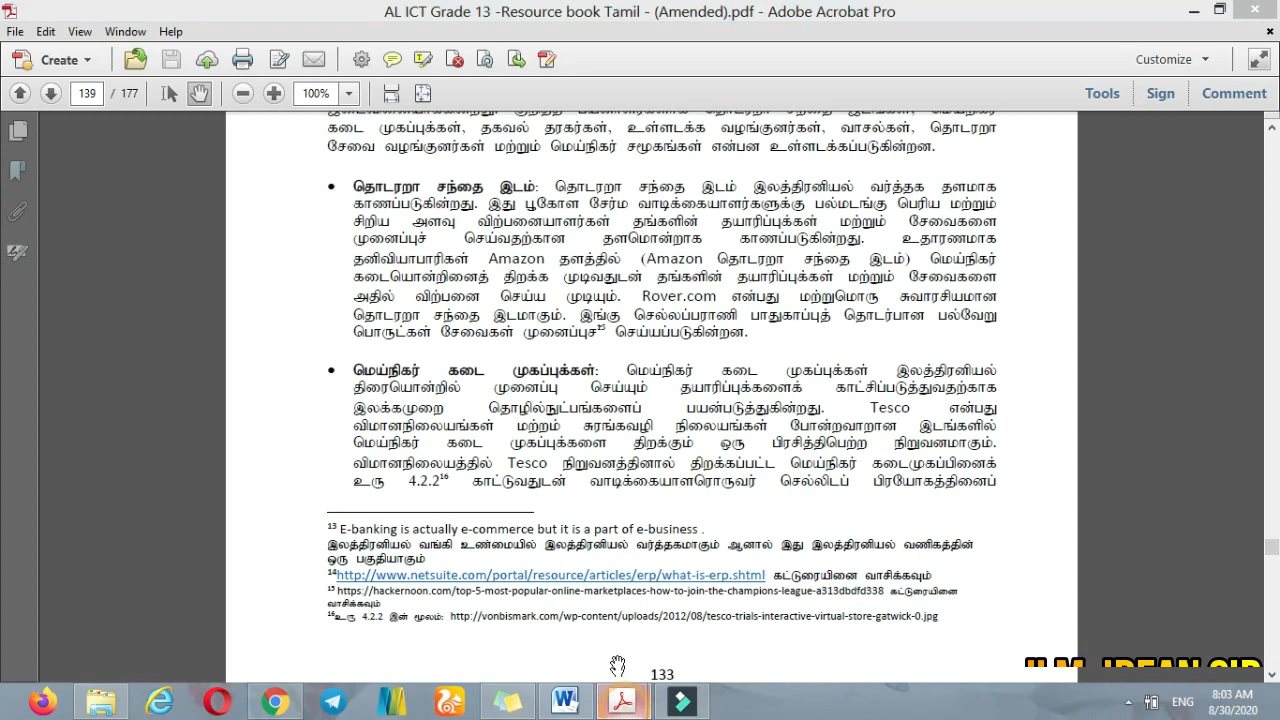 AL ICT Grade 13 -Resource book Tamil - (Amended).pdf - Adobe Acrobat Pro
File Edit View Window Help
Create Customize
139 / 177 100% Tools Sign Comment
கடை முகப்புக்கள், தகவல் தரகர்கள், உள்ளடக்க வழங்குனர்கள், வாசல்கள், தொடரறா
சேவை வழங்குனர்கள் மற்றும் மெய்நிகர் சமூகங்கள் என்பன உள்ளடக்கப்படுகின்றன.
• தொடரறா சந்தை இடம்: தொடரறா சந்தை இடம் இலத்திரனியல் வர்த்தக தளமாக
காணப்படுகின்றது. இது பூகோள சேர்ம வாடிக்கையாளர்களுக்கு பல்மடங்கு பெரிய மற்றும்
சிறிய அளவு விற்பனையாளர்கள் தங்களின் தயாரிப்புக்கள் மற்றும் சேவைகளை
முனைப்புச் செய்வதற்கான தளமொன்றாக காணப்படுகின்றது. உதாரணமாக
தனிவியாபாரிகள் Amazon தளத்தில் (Amazon தொடரறா சந்தை இடம்) மெய்நிகர்
கடையொன்றினைத் திறக்க முடிவதுடன் தங்களின் தயாரிப்புக்கள் மற்றும் சேவைகளை
அதில் விற்பனை செய்ய முடியும். Rover.com என்பது மற்றுமொரு சுவாரசியமான
தொடரறா சந்தை இடமாகும். இங்கு செல்லப்பராணி பாதுகாப்புத் தொடர்பான பல்வேறு
பொருட்கள் சேவைகள் முனைப்புச¹⁵ செய்யப்படுகின்றன.
• மெய்நிகர் கடை முகப்புக்கள்: மெய்நிகர் கடை முகப்புக்கள் இலத்திரனியல்
திரையொன்றில் முனைப்பு செய்யும் தயாரிப்புக்களைக் காட்சிப்படுத்துவதற்காக
இலக்கமுறை தொழில்நுட்பங்களைப் பயன்படுத்துகின்றது. Tesco என்பது
விமானநிலையங்கள் மற்றம் சுரங்கவழி நிலையங்கள் போன்றவாறான இடங்களில்
மெய்நிகர் கடை முகப்புக்களை திறக்கும் ஒரு பிரசித்திபெற்ற நிறுவனமாகும்.
விமானநிலையத்தில் Tesco நிறுவனத்தினால் திறக்கப்பட்ட மெய்நிகர் கடைமுகப்பினைக்
உரு 4.2.2¹⁶ காட்டுவதுடன் வாடிக்கையாளரொருவர் செல்லிடப் பிரயோகத்தினைப்
¹³ E-banking is actually e-commerce but it is a part of e-business .
இலத்திரனியல் வங்கி உண்மையில் இலத்திரனியல் வர்த்தகமாகும் ஆனால் இது இலத்திரனியல் வணிகத்தின்
ஒரு பகுதியாகும்
¹⁴http://www.netsuite.com/portal/resource/articles/erp/what-is-erp.shtml கட்டுரையினை வாசிக்கவும்
¹⁵ https://hackernoon.com/top-5-most-popular-online-marketplaces-how-to-join-the-champions-league-a313dbdfd338 கட்டுரையினை
வாசிக்கவும்
¹⁶உரு 4.2.2 இன் மூலம்: http://vonbismark.com/wp-content/uploads/2012/08/tesco-trials-interactive-virtual-store-gatwick-0.jpg
133
ENG 8:03 AM
8/30/2020